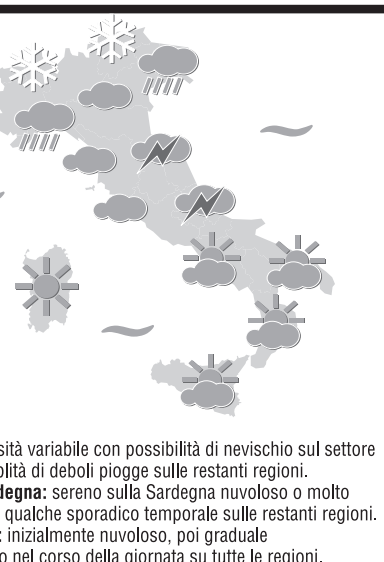 sità variabile con possibilità di nevischio sul settore
olità di deboli piogge sulle restanti regioni.
degna: sereno sulla Sardegna nuvoloso o molto
qualche sporadico temporale sulle restanti regioni.
: inizialmente nuvoloso, poi graduale
o nel corso della giornata su tutte le regioni.